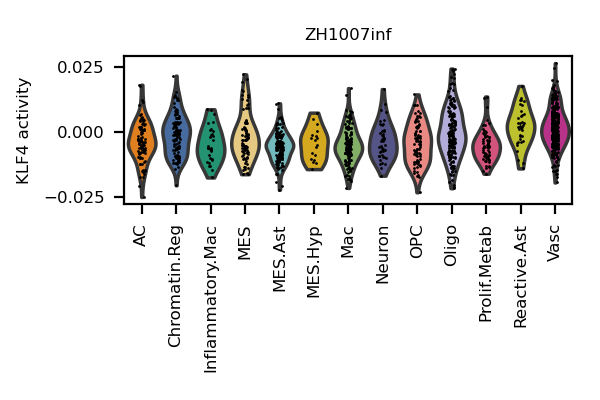 ZH1007inf
KLF4 activity
0.025
0.000
−0.025
AC
Chromatin.Reg
Inflammatory.Mac
MES
MES.Ast
MES.Hyp
Mac
Neuron
OPC
Oligo
Prolif.Metab
Reactive.Ast
Vasc